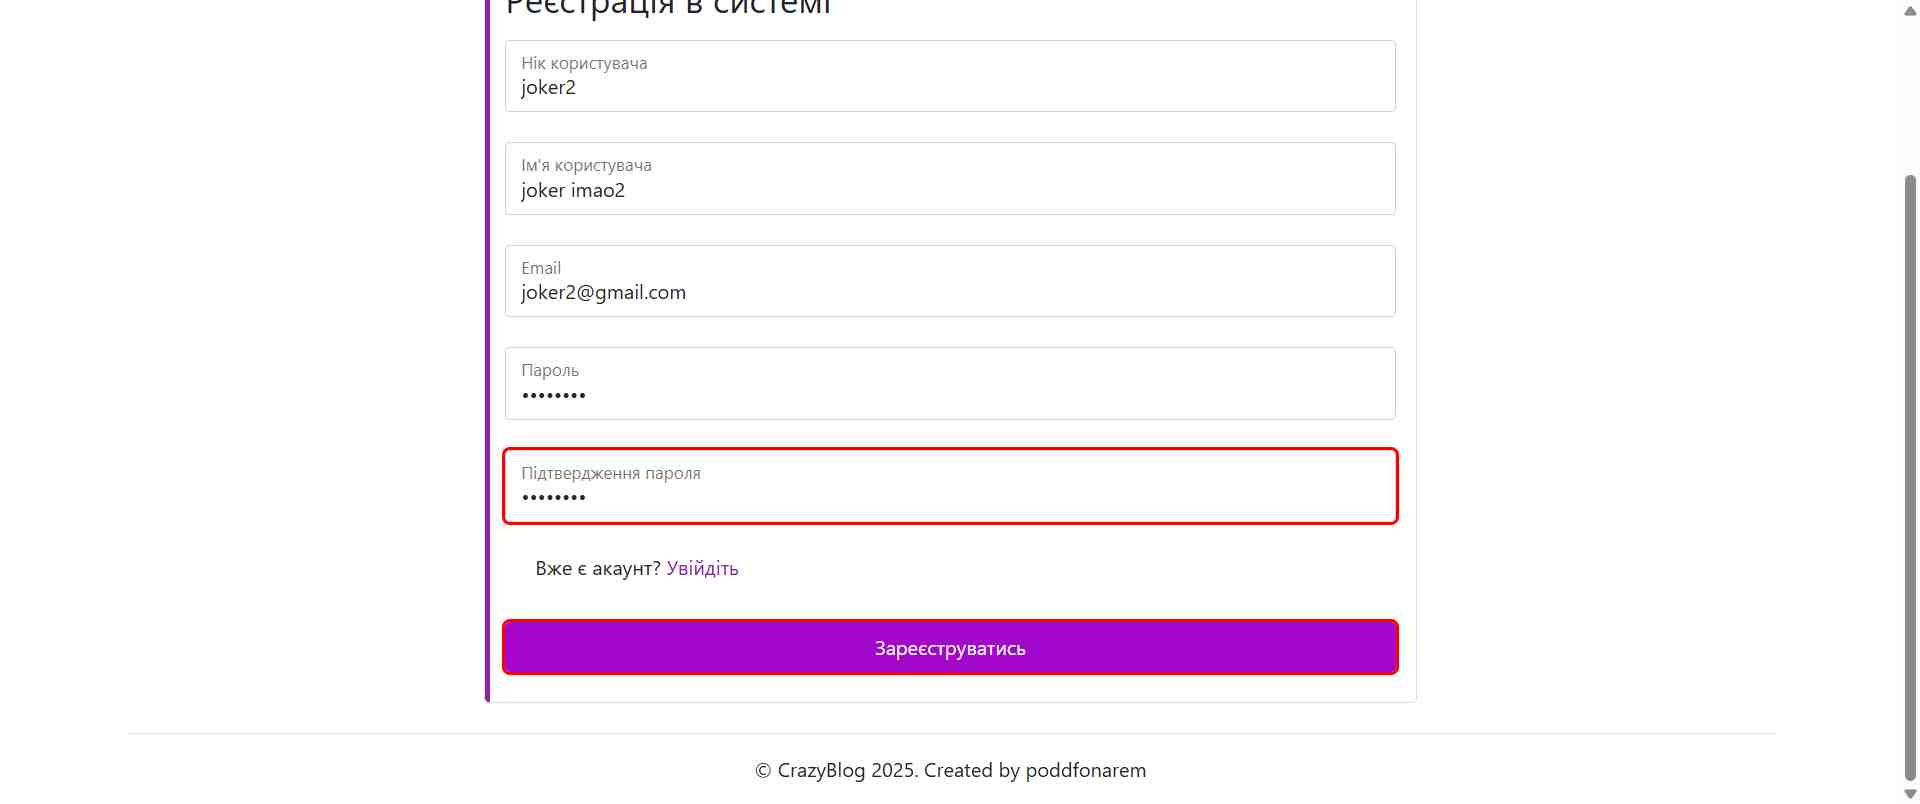 Реєстрація в системі
Нік користувача
joker2
Ім'я користувача
joker imao2
Email
joker2@gmail.com
Пароль
••••••••
Підтвердження пароля
••••••••
Вже є акаунт? Увійдіть
Зареєструватись
© CrazyBlog 2025. Created by poddfonarem